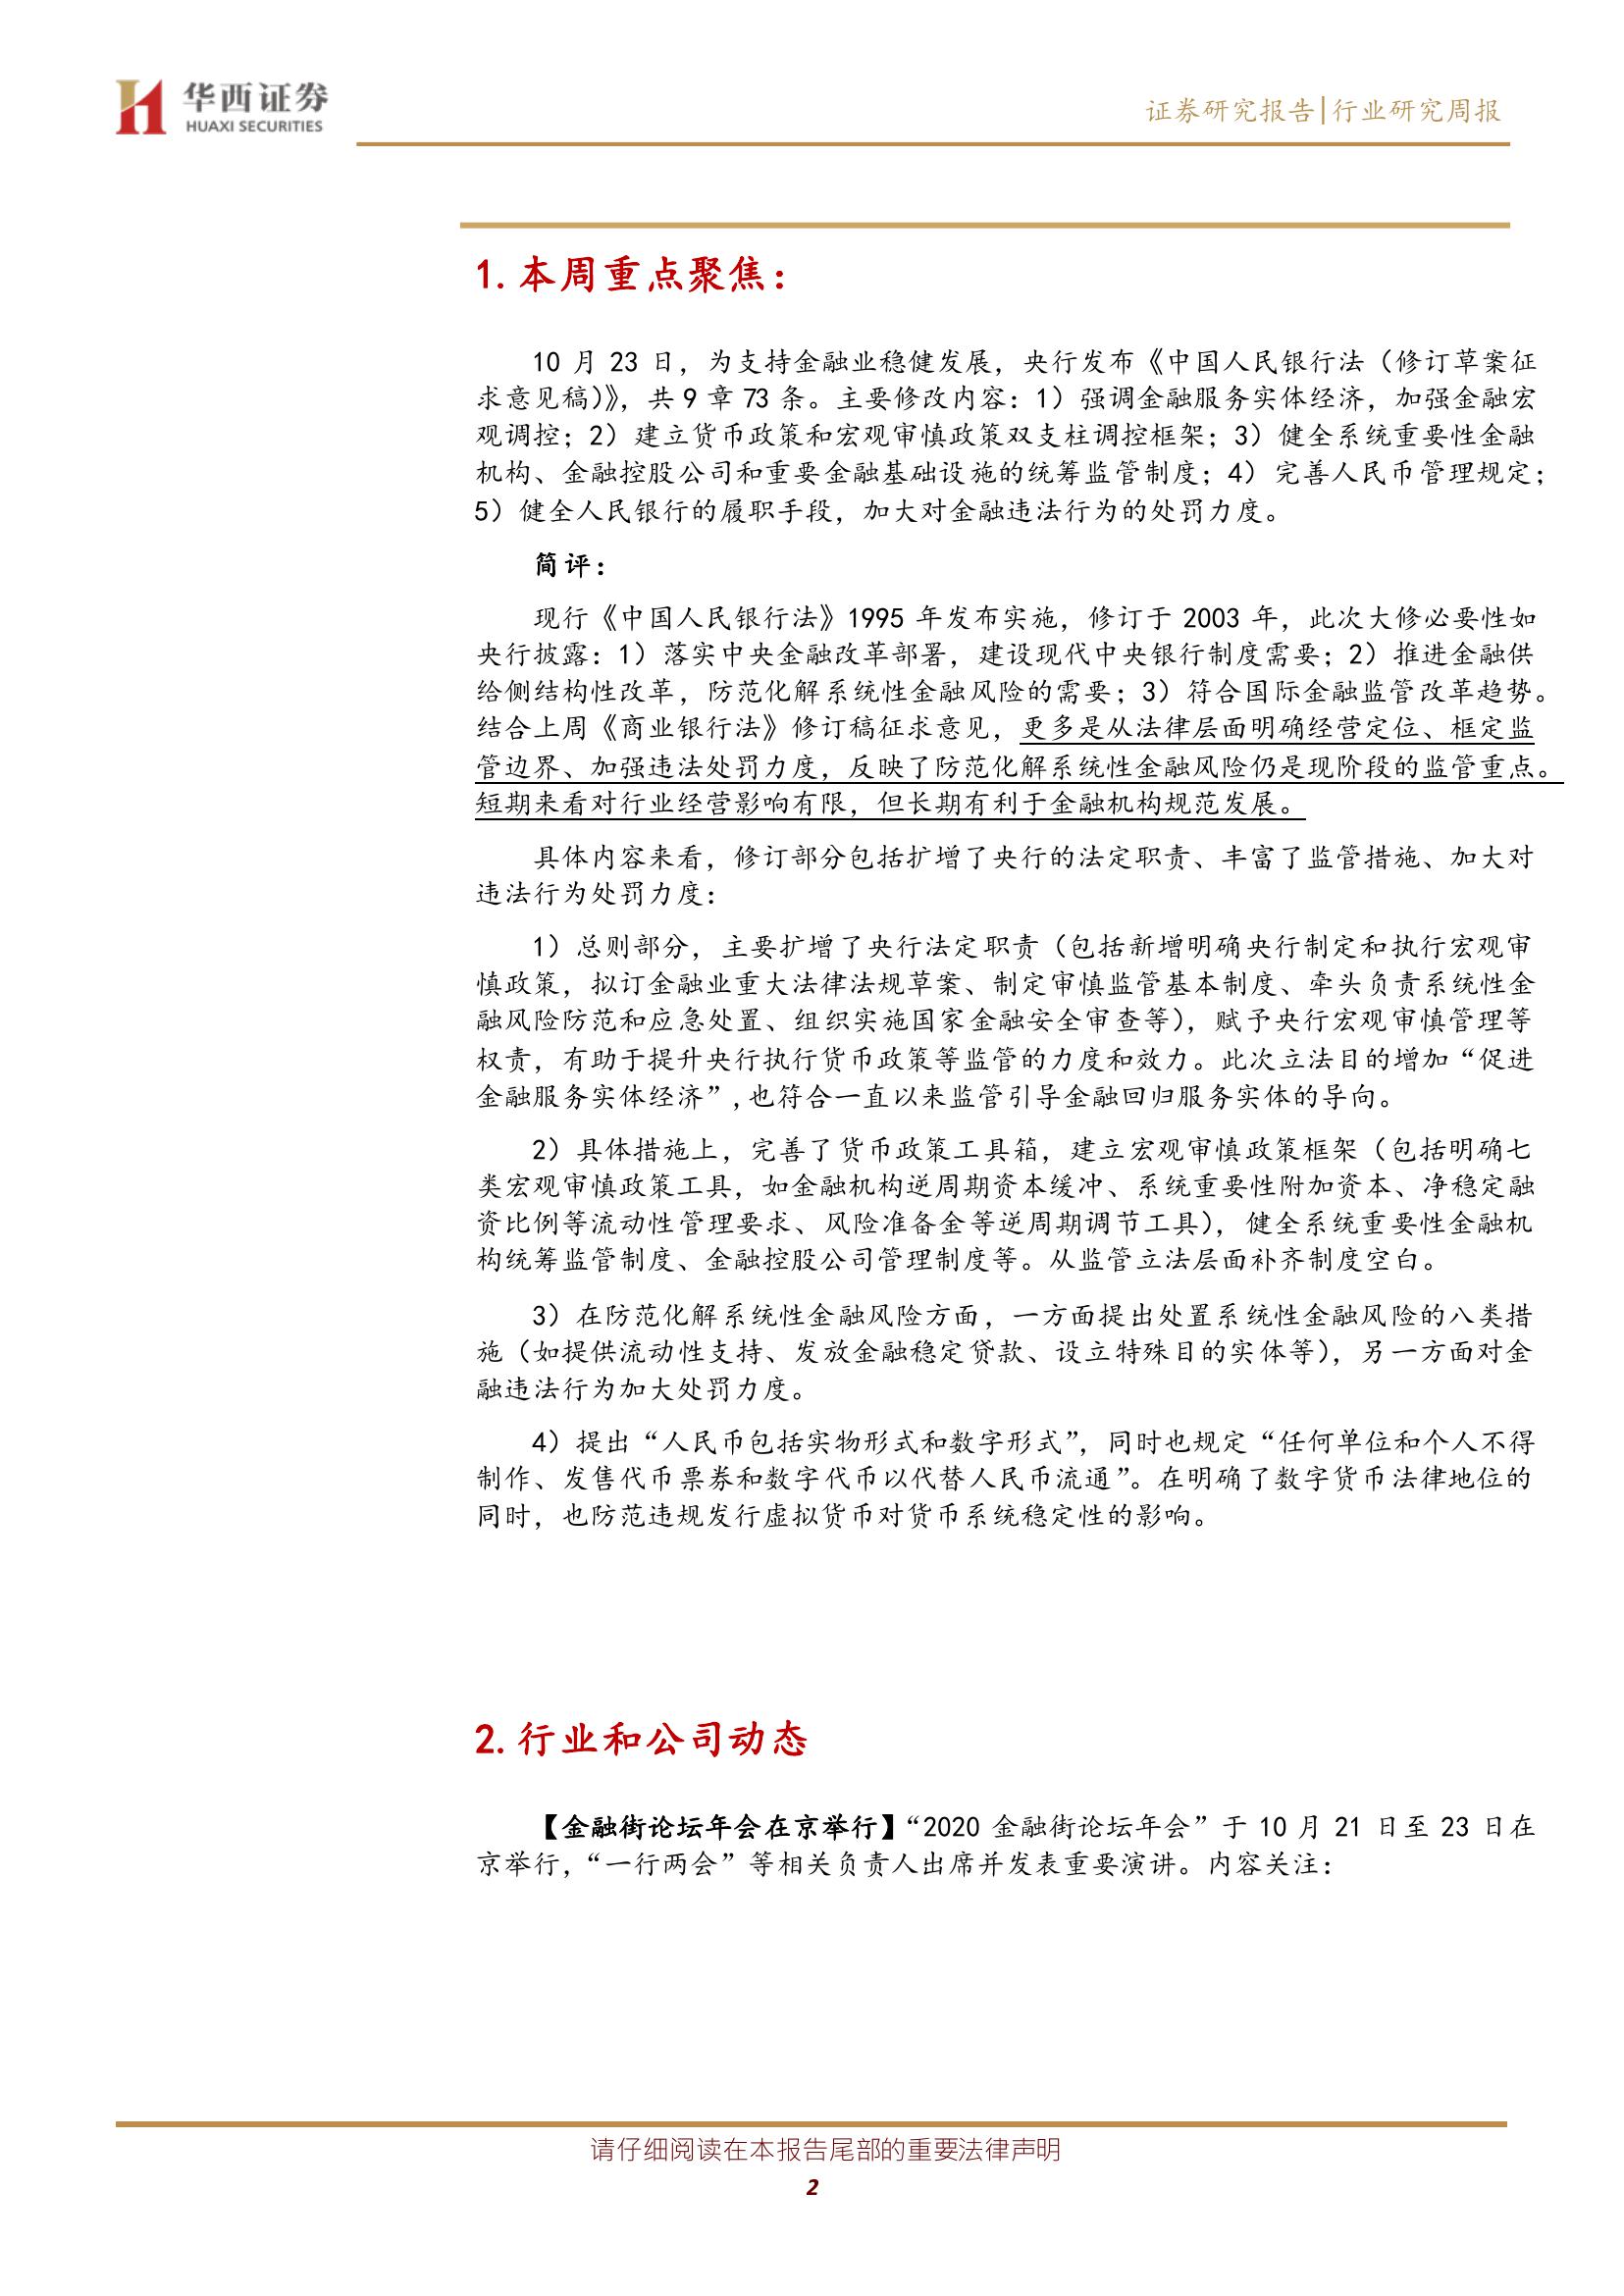 华西证券
HUAXI SECURITIES
证券研究报告|行业研究周报
1.本周重点聚焦：
10 月 23 日，为支持金融业稳健发展，央行发布《中国人民银行法（修订草案征
求意见稿）》，共 9 章 73 条。主要修改内容：1）强调金融服务实体经济，加强金融宏
观调控；2）建立货币政策和宏观审慎政策双支柱调控框架；3）健全系统重要性金融
机构、金融控股公司和重要金融基础设施的统筹监管制度；4）完善人民币管理规定；
5）健全人民银行的履职手段，加大对金融违法行为的处罚力度。
简评：
现行《中国人民银行法》1995 年发布实施，修订于 2003 年，此次大修必要性如
央行披露：1）落实中央金融改革部署，建设现代中央银行制度需要；2）推进金融供
给侧结构性改革，防范化解系统性金融风险的需要；3）符合国际金融监管改革趋势。
结合上周《商业银行法》修订稿征求意见，更多是从法律层面明确经营定位、框定监
管边界、加强违法处罚力度，反映了防范化解系统性金融风险仍是现阶段的监管重点。
短期来看对行业经营影响有限，但长期有利于金融机构规范发展。
具体内容来看，修订部分包括扩增了央行的法定职责、丰富了监管措施、加大对
违法行为处罚力度：
1）总则部分，主要扩增了央行法定职责（包括新增明确央行制定和执行宏观审
慎政策，拟订金融业重大法律法规草案、制定审慎监管基本制度、牵头负责系统性金
融风险防范和应急处置、组织实施国家金融安全审查等），赋予央行宏观审慎管理等
权责，有助于提升央行执行货币政策等监管的力度和效力。此次立法目的增加“促进
金融服务实体经济”,也符合一直以来监管引导金融回归服务实体的导向。
2）具体措施上，完善了货币政策工具箱，建立宏观审慎政策框架（包括明确七
类宏观审慎政策工具，如金融机构逆周期资本缓冲、系统重要性附加资本、净稳定融
资比例等流动性管理要求、风险准备金等逆周期调节工具），健全系统重要性金融机
构统筹监管制度、金融控股公司管理制度等。从监管立法层面补齐制度空白。
3）在防范化解系统性金融风险方面，一方面提出处置系统性金融风险的八类措
施（如提供流动性支持、发放金融稳定贷款、设立特殊目的实体等），另一方面对金
融违法行为加大处罚力度。
4）提出“人民币包括实物形式和数字形式”，同时也规定“任何单位和个人不得
制作、发售代币票券和数字代币以代替人民币流通”。在明确了数字货币法律地位的
同时，也防范违规发行虚拟货币对货币系统稳定性的影响。
2.行业和公司动态
【金融街论坛年会在京举行】“2020 金融街论坛年会”于 10 月 21 日至 23 日在
京举行，“一行两会”等相关负责人出席并发表重要演讲。内容关注：
请仔细阅读在本报告尾部的重要法律声明
2